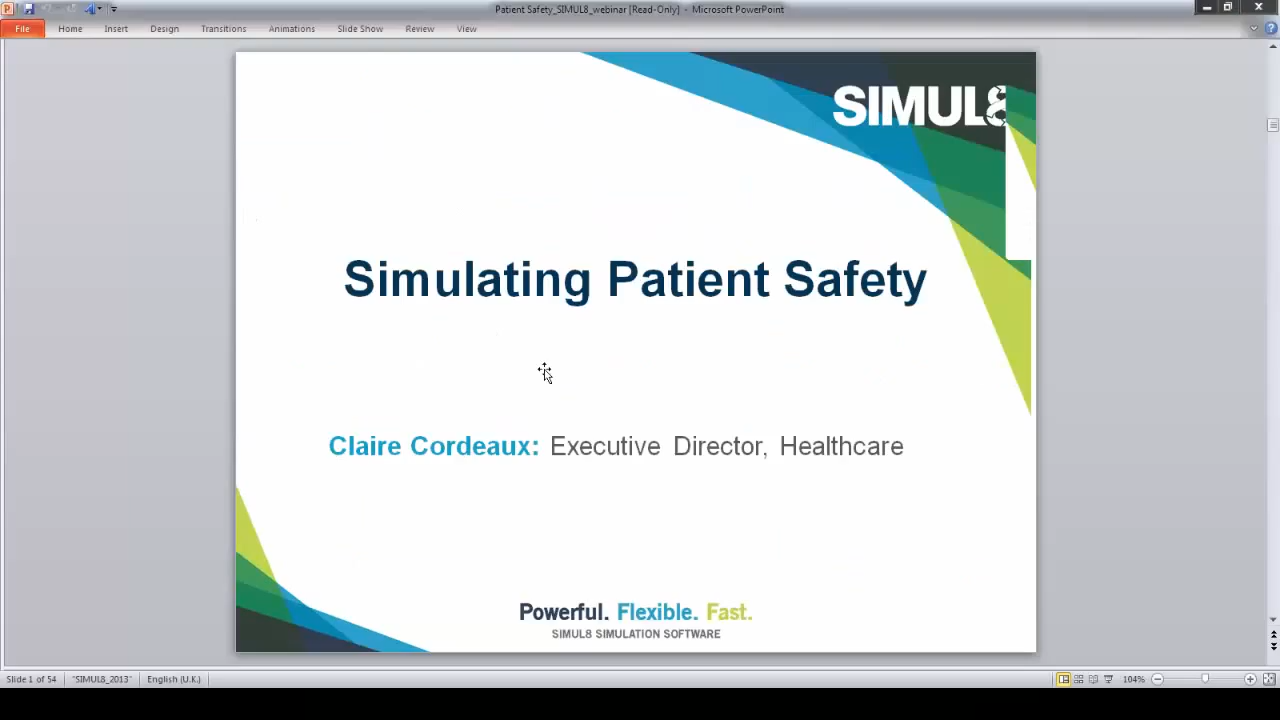 Patient Safety_SIMUL8_webinar [Read-Only] - Microsoft PowerPoint
File Home Insert Design Transitions Animations Slide Show Review View
SIMUL8
Simulating Patient Safety
Claire Cordeaux: Executive Director, Healthcare
Powerful. Flexible. Fast.
SIMUL8 SIMULATION SOFTWARE
Slide 1 of 54 "SIMUL8_2013" English (U.K.) 104%